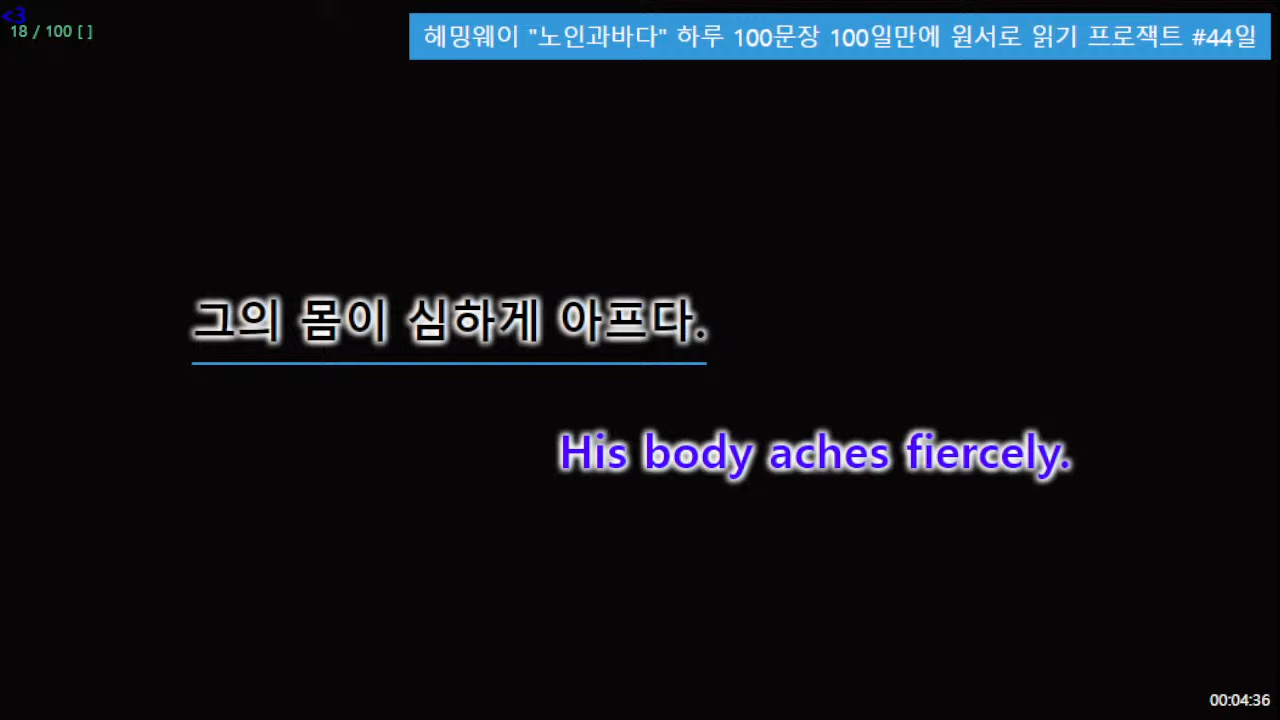 <3
18 / 100 [ ]
헤밍웨이 "노인과바다" 하루 100문장 100일만에 원서로 읽기 프로잭트 #44일
그의 몸이 심하게 아프다.
His body aches fiercely.
00:04:36